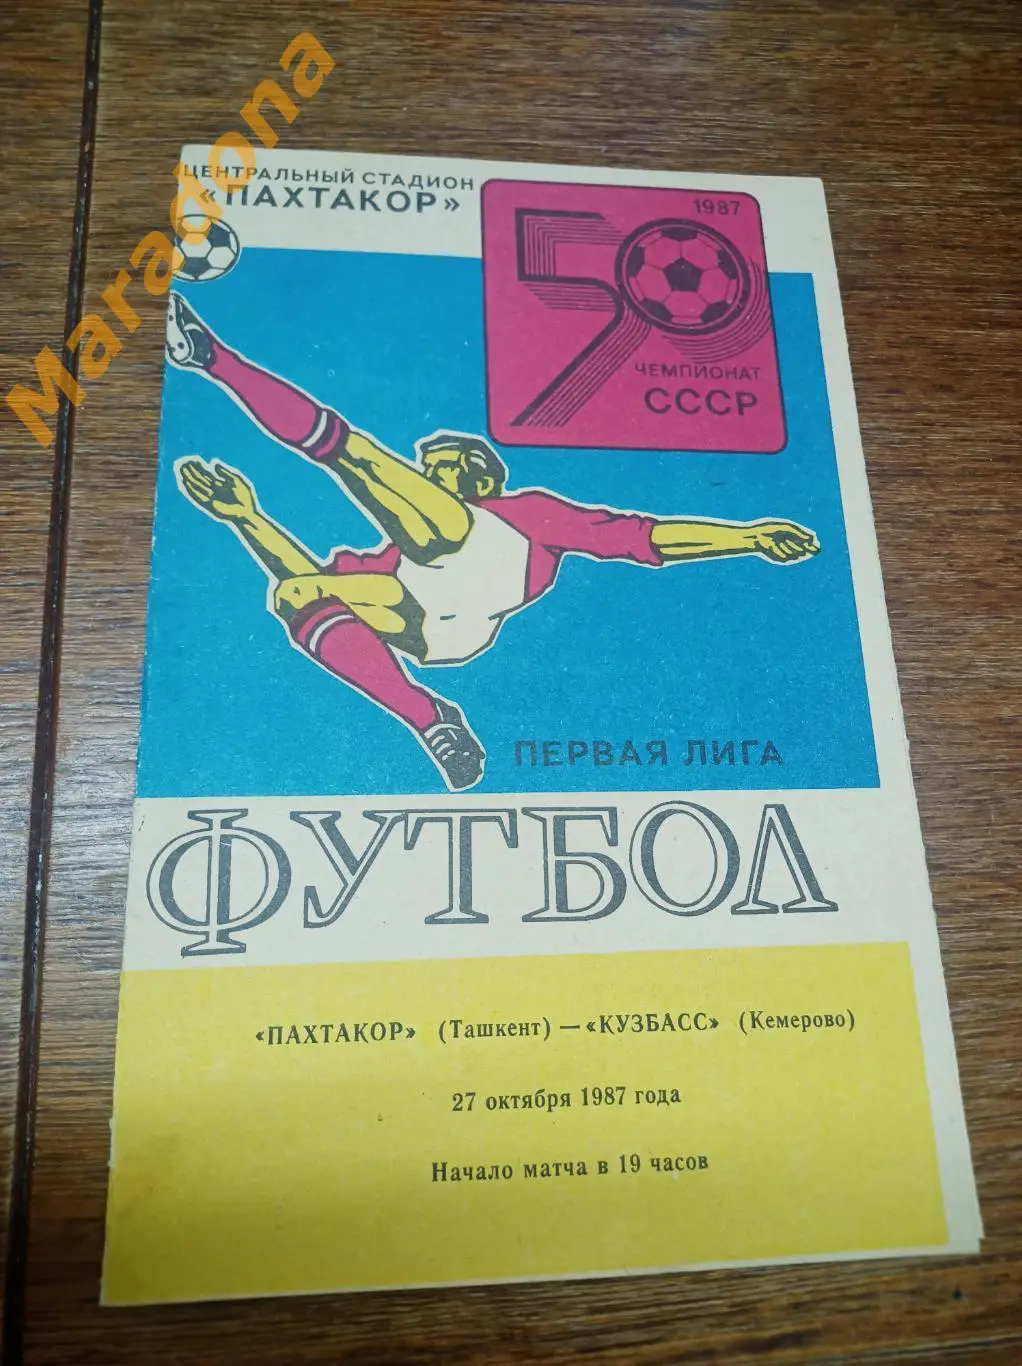 Maradona
ЦЕНТРАЛЬНЫЙ СТАДИОН
«ПАХТАКОР»
1987
50
ЧЕМПИОНАТ
СССР
ПЕРВАЯ ЛИГА
ФУТБОЛ
«ПАХТАКОР» (Ташкент) — «КУЗБАСС» (Кемерово)
27 октября 1987 года
Начало матча в 19 часов